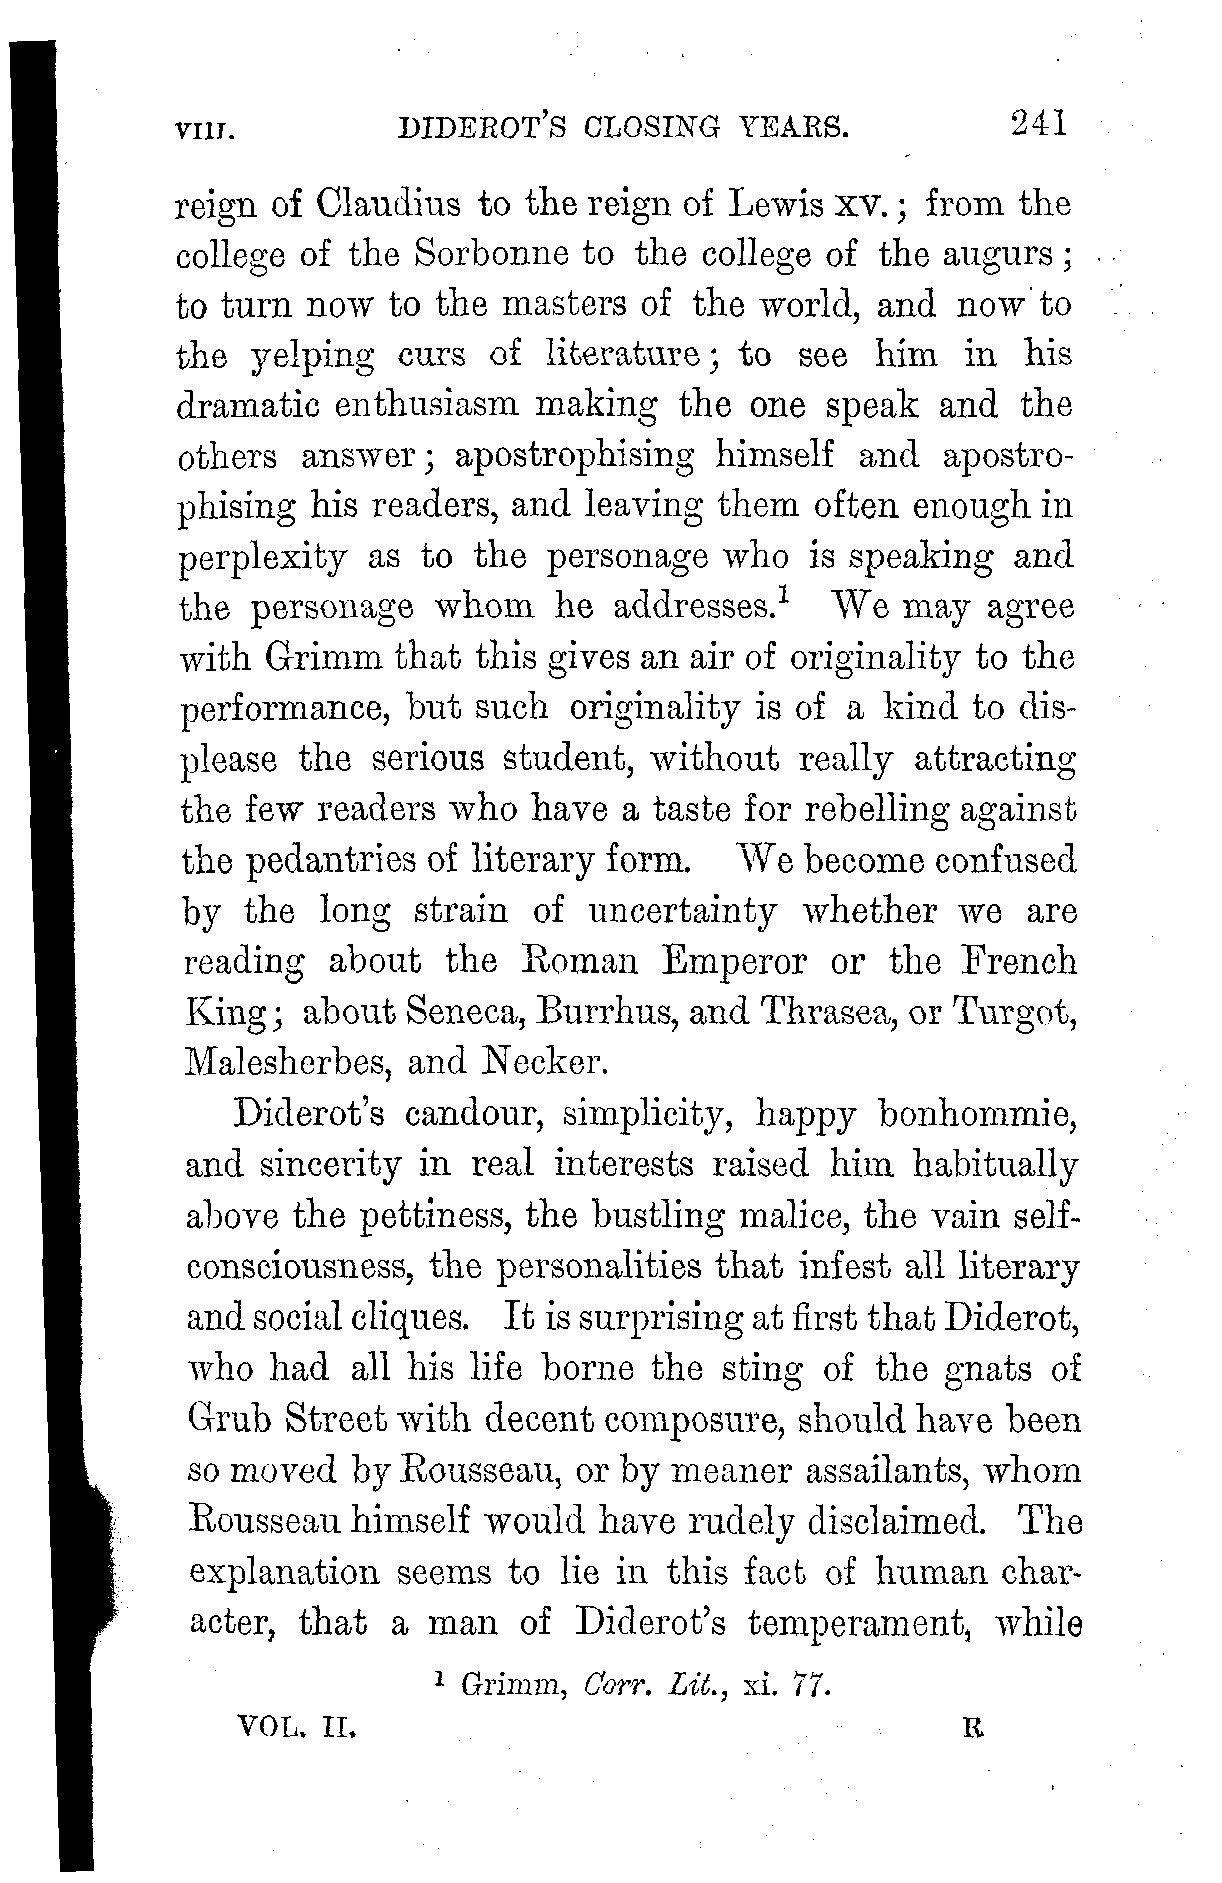 VIII. DIDEROT'S CLOSING YEARS. 241
reign of Claudius to the reign of Lewis XV.; from the
college of the Sorbonne to the college of the augurs;
to turn now to the masters of the world, and now to
the yelping curs of literature; to see him in his
dramatic enthusiasm making the one speak and the
others answer; apostrophising himself and apostro-
phising his readers, and leaving them often enough in
perplexity as to the personage who is speaking and
the personage whom he addresses.¹ We may agree
with Grimm that this gives an air of originality to the
performance, but such originality is of a kind to dis-
please the serious student, without really attracting
the few readers who have a taste for rebelling against
the pedantries of literary form. We become confused
by the long strain of uncertainty whether we are
reading about the Roman Emperor or the French
King; about Seneca, Burrhus, and Thrasea, or Turgot,
Malesherbes, and Necker.
Diderot's candour, simplicity, happy bonhommie,
and sincerity in real interests raised him habitually
above the pettiness, the bustling malice, the vain self-
consciousness, the personalities that infest all literary
and social cliques. It is surprising at first that Diderot,
who had all his life borne the sting of the gnats of
Grub Street with decent composure, should have been
so moved by Rousseau, or by meaner assailants, whom
Rousseau himself would have rudely disclaimed. The
explanation seems to lie in this fact of human char-
acter, that a man of Diderot's temperament, while
¹ Grimm, Corr. Lit., xi. 77.
VOL. II. R